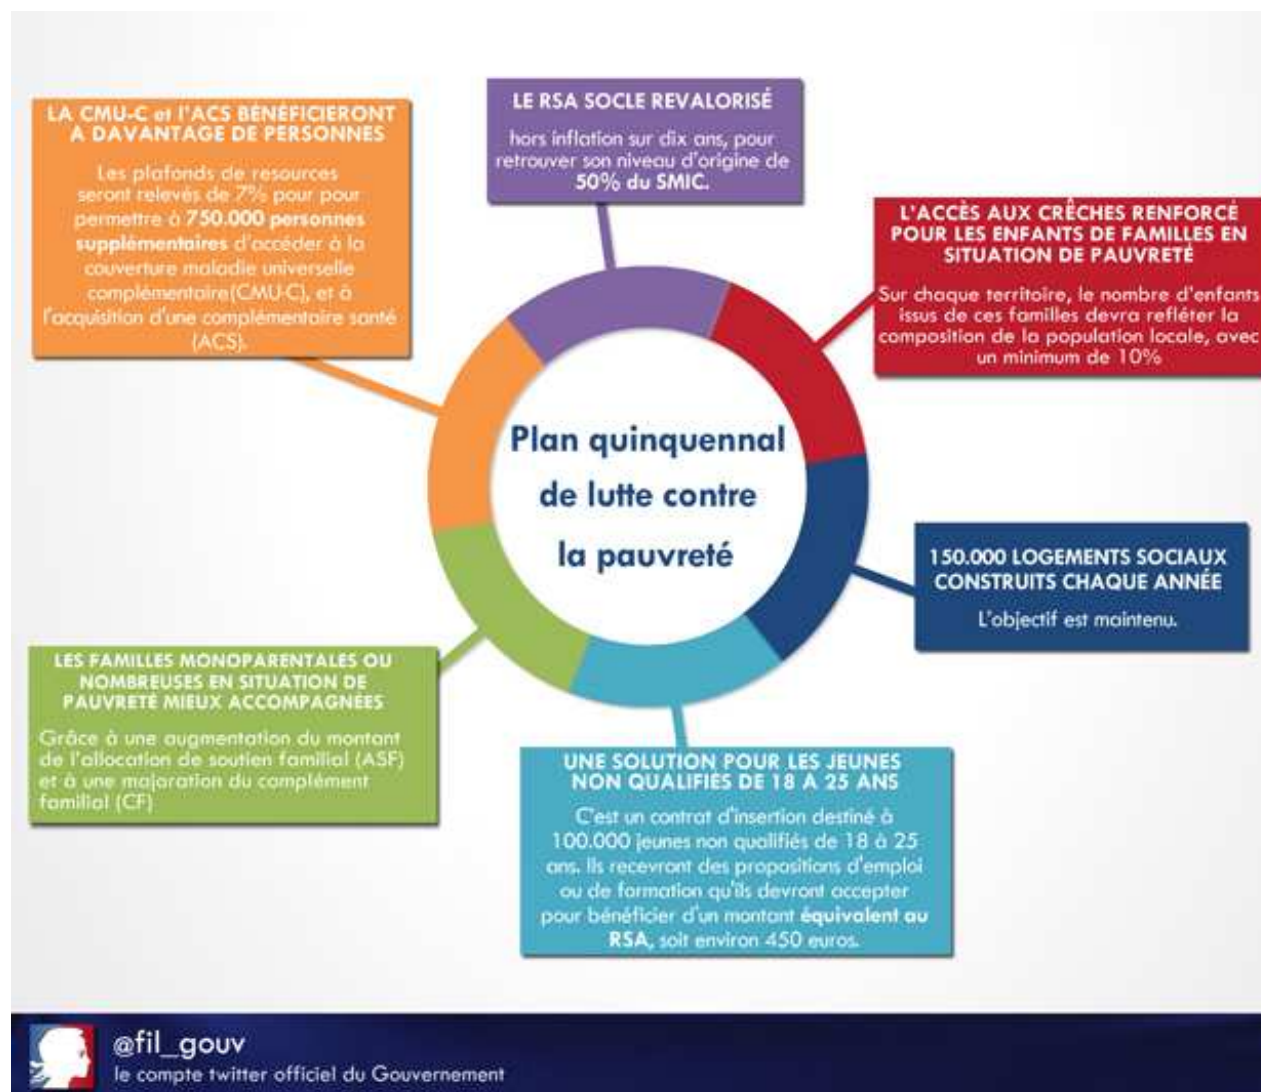 LA CMU-C et l'ACS BÉNÉFICIERONT
A DAVANTAGE DE PERSONNES
Les plafonds de resources
seront relevés de 7% pour pour
permettre à 750.000 personnes
supplémentaires d'accéder à la
couverture maladie universelle
complémentaire(CMU-C), et à
l'acquisition d'une complémentaire santé
(ACS).
LE RSA SOCLE REVALORISÉ
hors inflation sur dix ans, pour
retrouver son niveau d'origine de
50% du SMIC.
L'ACCÈS AUX CRÊCHES RENFORCÉ
POUR LES ENFANTS DE FAMILLES EN
SITUATION DE PAUVRETÉ
Sur chaque territoire, le nombre d'enfants
issus de ces familles devra refléter la
composition de la population locale, avec
un minimum de 10%
Plan quinquennal
de lutte contre
la pauvreté
150.000 LOGEMENTS SOCIAUX
CONSTRUITS CHAQUE ANNÉE
L'objectif est maintenu.
LES FAMILLES MONOPARENTALES OU
NOMBREUSES EN SITUATION DE
PAUVRETÉ MIEUX ACCOMPAGNÉES
Grâce à une augmentation du montant
de l'allocation de soutien familial (ASF)
et à une majoration du complément
familial (CF)
UNE SOLUTION POUR LES JEUNES
NON QUALIFIÉS DE 18 A 25 ANS
C'est un contrat d'insertion destiné à
100.000 jeunes non qualifiés de 18 à 25
ans. Ils recevront des propositions d'emploi
ou de formation qu'ils devront accepter
pour bénéficier d'un montant équivalent au
RSA, soit environ 450 euros.
@fil_gouv
le compte twitter officiel du Gouvernement